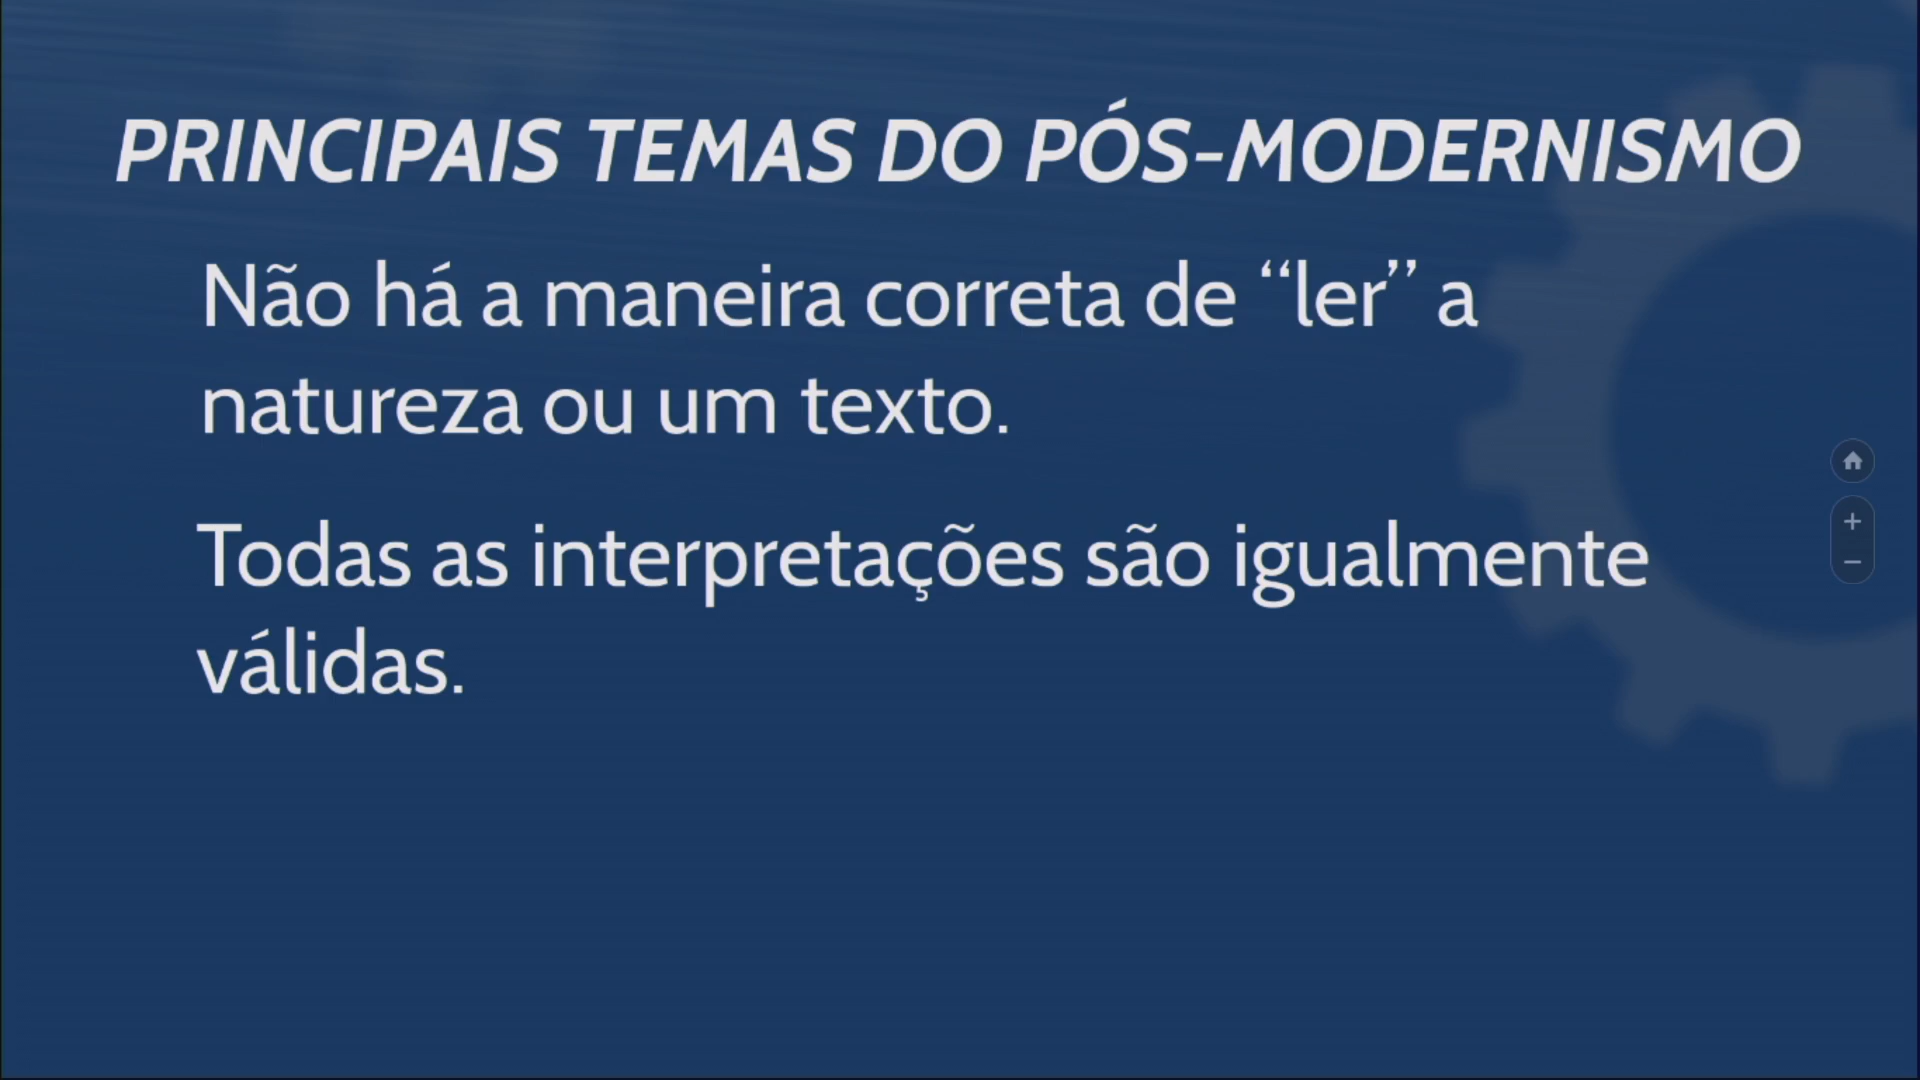 PRINCIPAIS TEMAS DO PÓS-MODERNISMO
Não há a maneira correta de “ler” a
natureza ou um texto.
Todas as interpretações são igualmente
válidas.